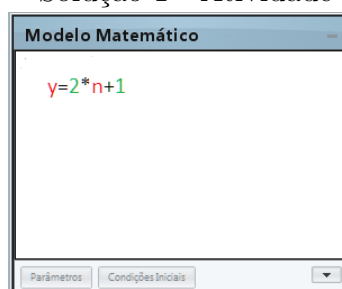 Modelo Matemático
y=2*n+1
Parâmetros Condições Iniciais